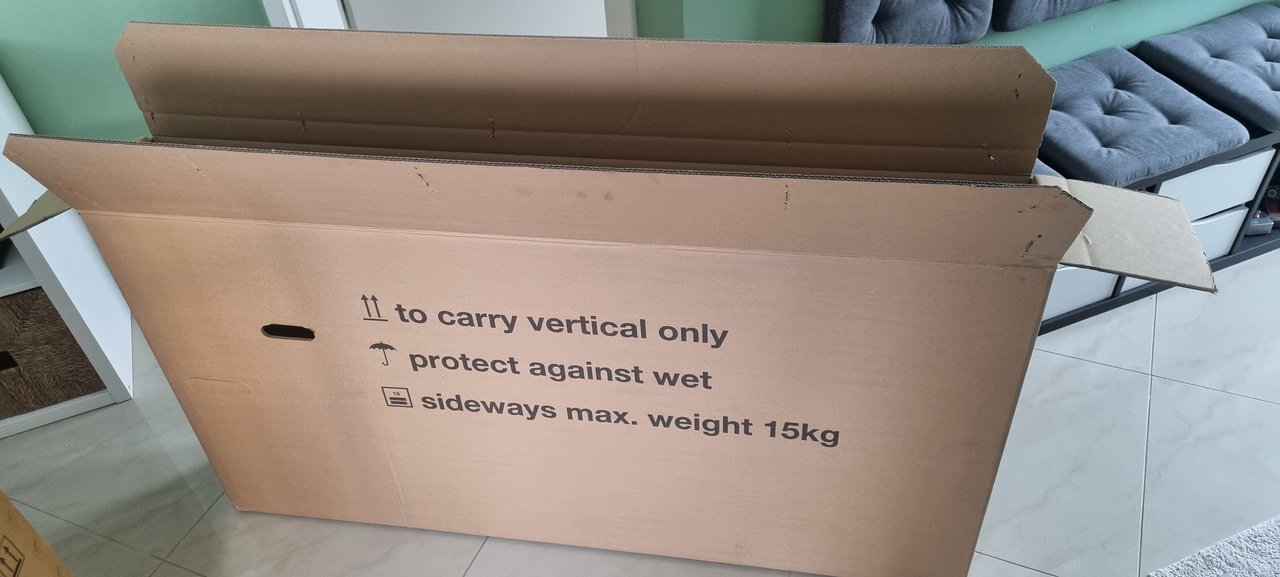 to carry vertical only
protect against wet
sideways max. weight 15kg